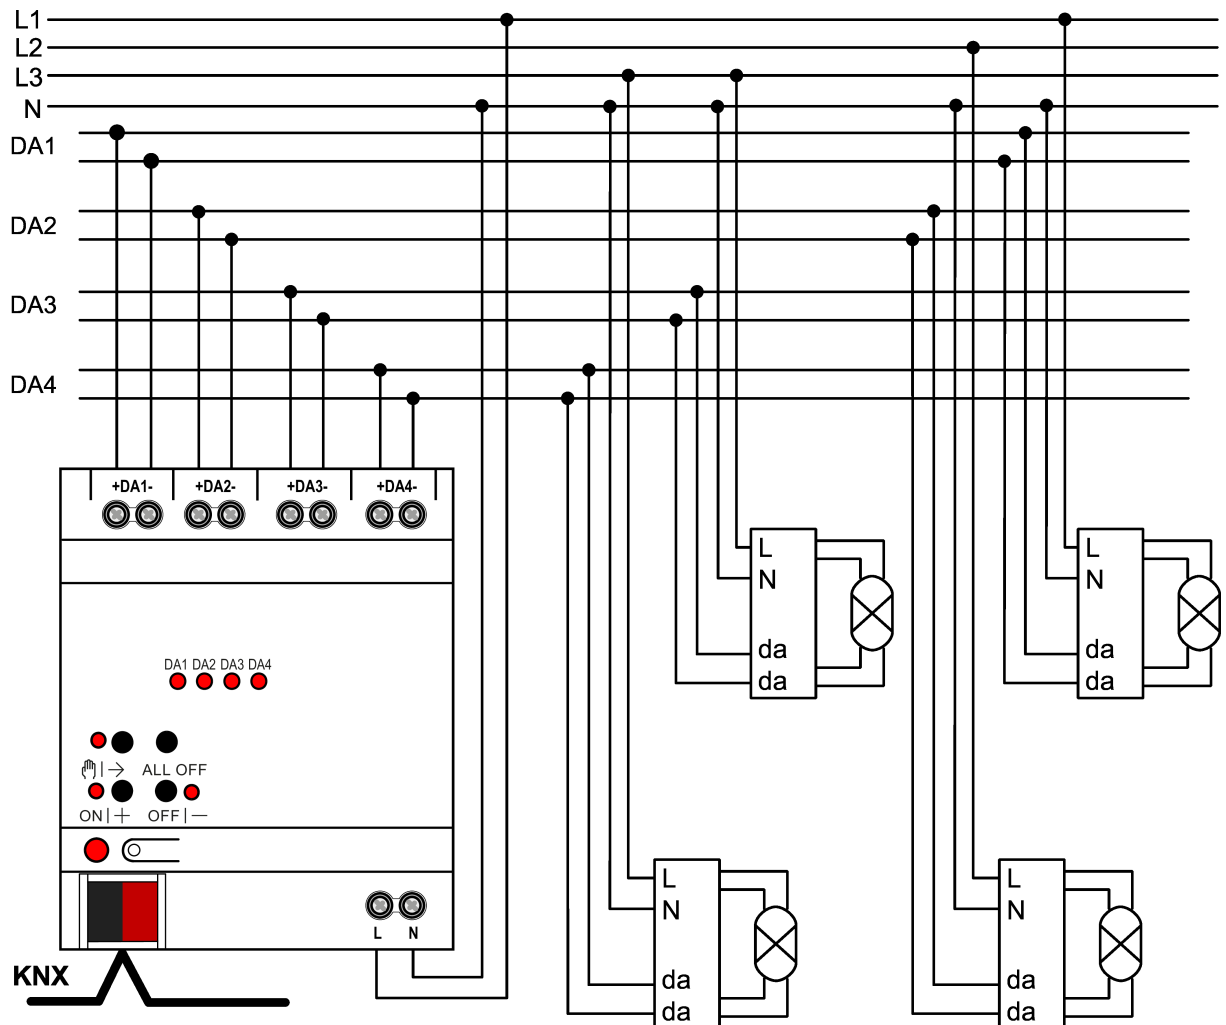 L1
L2
L3
N
DA1
DA2
DA3
DA4
+DA1- +DA2- +DA3- +DA4-
DA1 DA2 DA3 DA4
ALL OFF
ON|+ OFF|—
L N
KNX
L
N
da
da
L
N
da
da
L
N
da
da
L
N
da
da